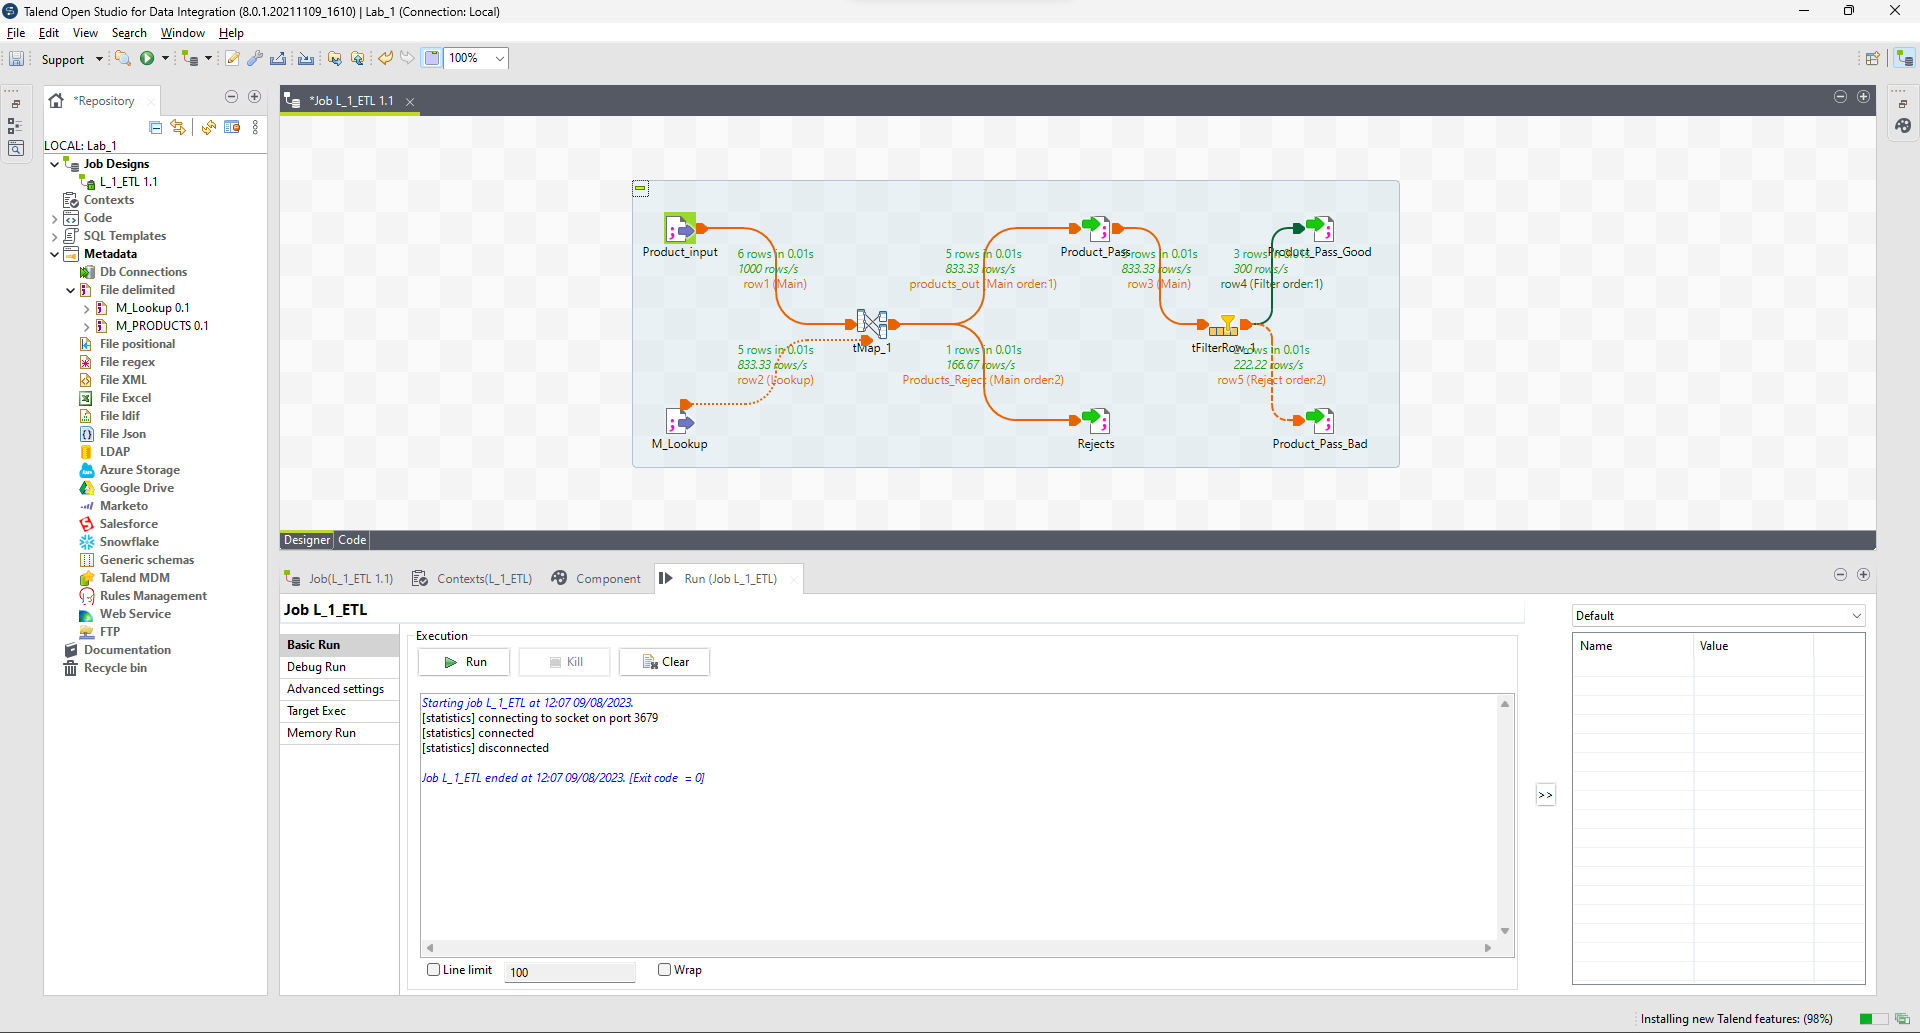 Talend Open Studio for Data Integration (8.0.1.20211109_1610) | Lab_1 (Connection: Local)
File Edit View Search Window Help
Support 100%
*Repository
LOCAL: Lab_1
Job Designs
L_1_ETL 1.1
Contexts
Code
SQL Templates
Metadata
Db Connections
File delimited
M_Lookup 0.1
M_PRODUCTS 0.1
File positional
File regex
File XML
File Excel
File ldif
File Json
LDAP
Azure Storage
Google Drive
Marketo
Salesforce
Snowflake
Generic schemas
Talend MDM
Rules Management
Web Service
FTP
Documentation
Recycle bin
*Job L_1_ETL 1.1
Product_input
6 rows in 0.01s
1000 rows/s
row1 (Main)
5 rows in 0.01s
833.33 rows/s
products_out (Main order:1)
Product_Pass
rows in 0.01s
833.33 rows/s
row3 (Main)
Product_Pass_Good
3 rows in 0.01s
300 rows/s
row4 (Filter order:1)
tMap_1
5 rows in 0.01s
833.33 rows/s
row2 (Lookup)
1 rows in 0.01s
166.67 rows/s
Products_Reject (Main order:2)
tFilterRow_1
rows in 0.01s
222.22 rows/s
row5 (Reject order:2)
M_Lookup
Rejects
Product_Pass_Bad
Designer Code
Job(L_1_ETL 1.1) Contexts(L_1_ETL) Component Run (Job L_1_ETL)
Job L_1_ETL
Basic Run
Debug Run
Advanced settings
Target Exec
Memory Run
Execution
Run Kill Clear
Starting job L_1_ETL at 12:07 09/08/2023.
[statistics] connecting to socket on port 3679
[statistics] connected
[statistics] disconnected
Job L_1_ETL ended at 12:07 09/08/2023. [Exit code = 0]
Line limit 100 Wrap
>>
Default
Name Value
Installing new Talend features: (98%)